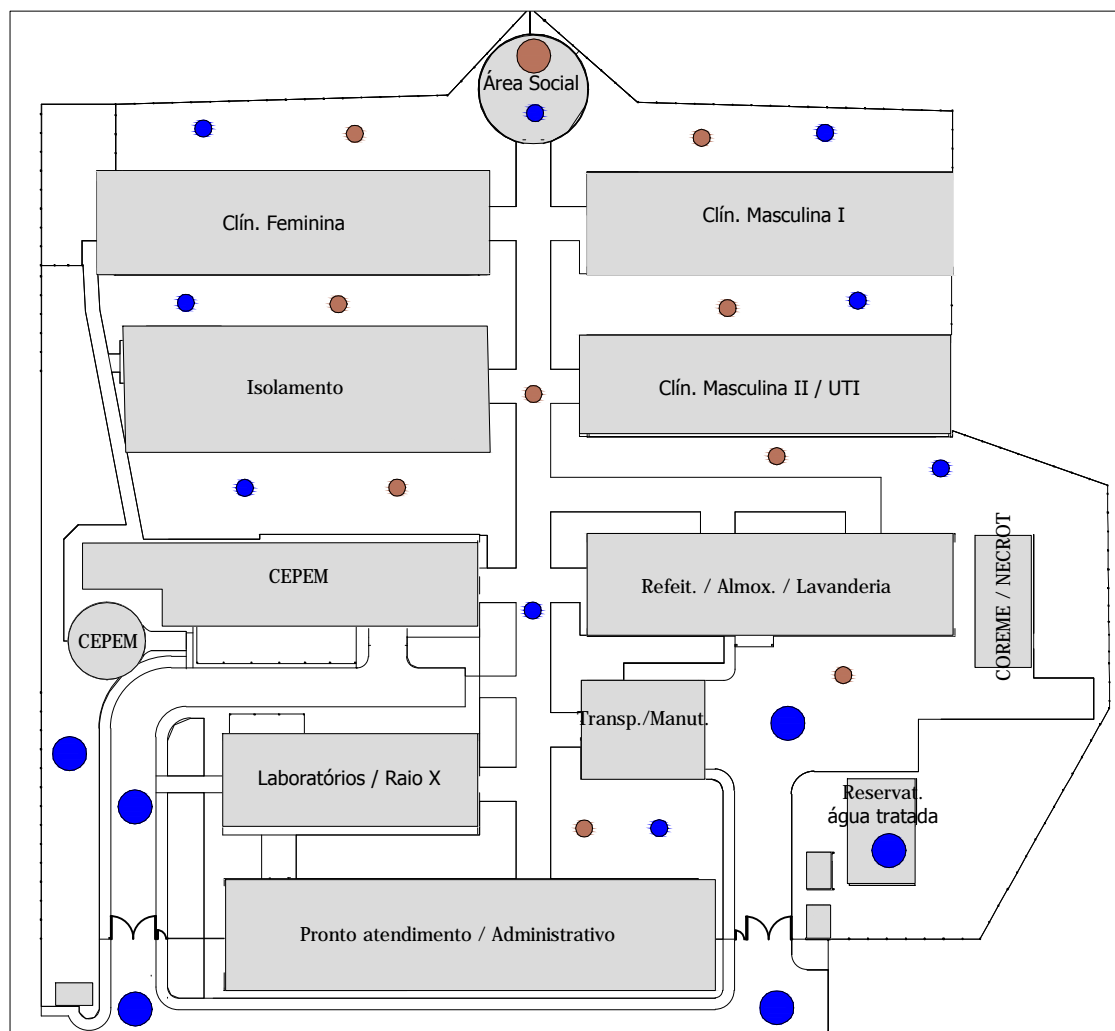 Área Social
Clín. Feminina
Clín. Masculina I
Isolamento
Clín. Masculina II / UTI
CEPEM
Refeit. / Almox. / Lavanderia
COREME / NECROT
CEPEM
Transp./Manut.
Laboratórios / Raio X
Reservat.
água tratada
Pronto atendimento / Administrativo